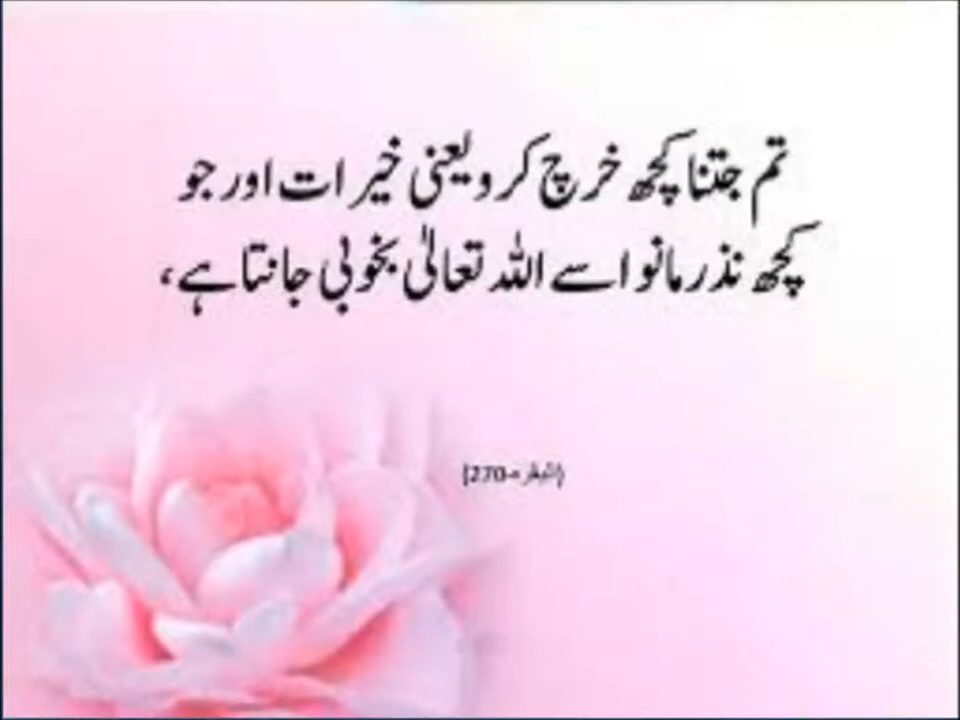 تم جتنا کچھ خرچ کرو یعنی خیرات اور جو
کچھ نذر مانو اسے اللہ تعالیٰ بخوبی جانتا ہے،
(البقرہ-270)